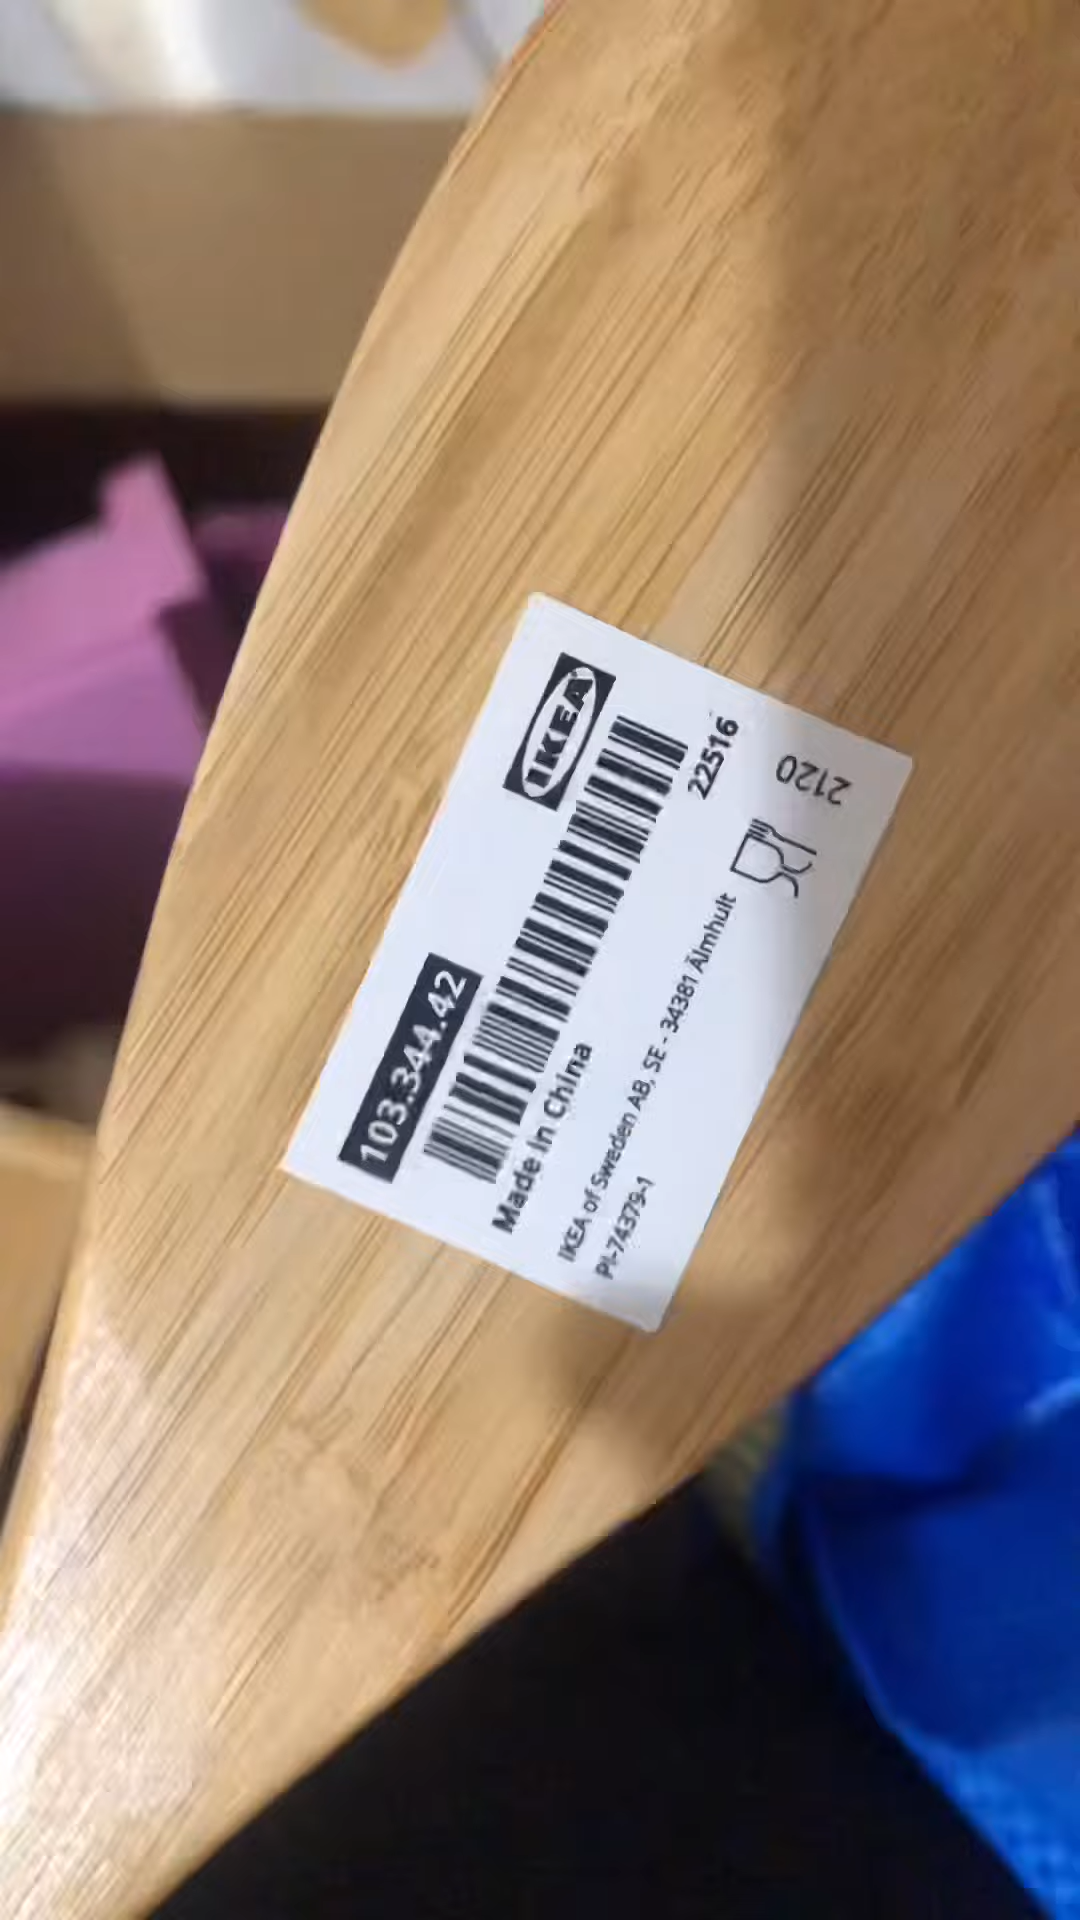 IKEA
103.344.42
22516
Made in China
2120
IKEA of Sweden AB, SE - 34381 Älmhult
PI-74379-1